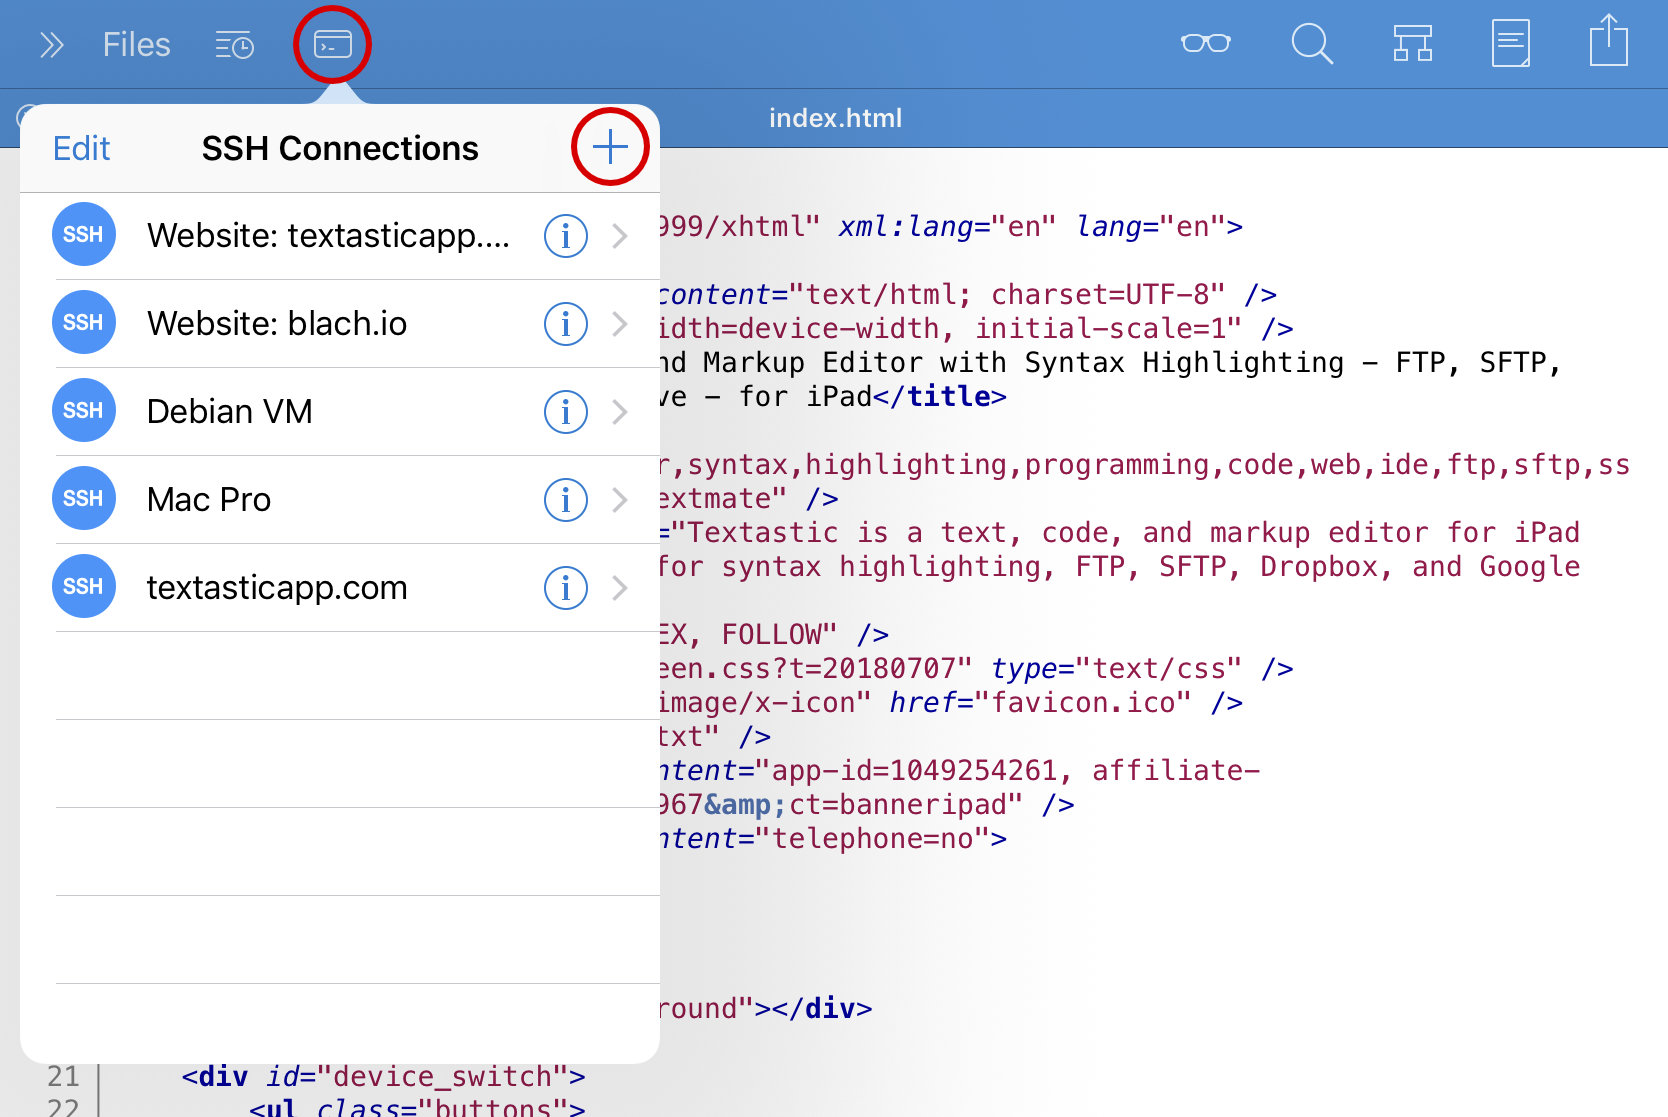 Files
index.html
Edit
SSH Connections
SSH Website: textasticapp....
SSH Website: blach.io
SSH Debian VM
SSH Mac Pro
SSH textasticapp.com
999/xhtml" xml:lang="en" lang="en">
content="text/html; charset=UTF-8" />
idth=device-width, initial-scale=1" />
nd Markup Editor with Syntax Highlighting - FTP, SFTP,
ve - for iPad</title>
r,syntax,highlighting,programming,code,web,ide,ftp,sftp,ss
extmate" />
="Textastic is a text, code, and markup editor for iPad
for syntax highlighting, FTP, SFTP, Dropbox, and Google
EX, FOLLOW" />
een.css?t=20180707" type="text/css" />
image/x-icon" href="favicon.ico" />
txt" />
ntent="app-id=1049254261, affiliate-
967&amp;ct=banneripad" />
ntent="telephone=no">
round"></div>
21 <div id="device_switch">
22 <ul class="buttons">